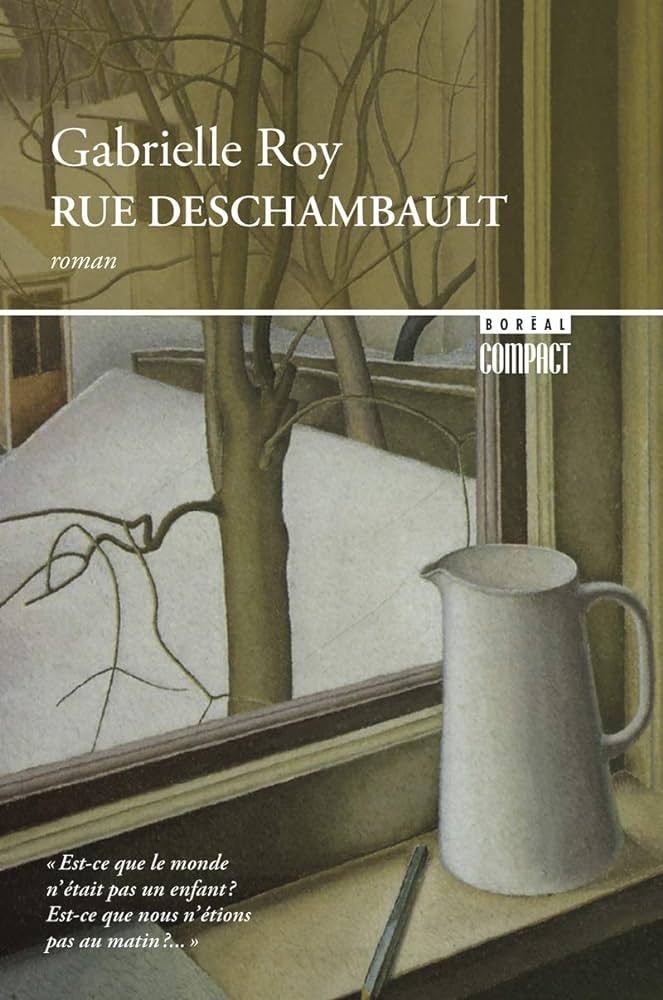 Gabrielle Roy
RUE DESCHAMBAULT
roman
BORÉAL
COMPACT
« Est-ce que le monde
n'était pas un enfant ?
Est-ce que nous n'étions
pas au matin ?... »